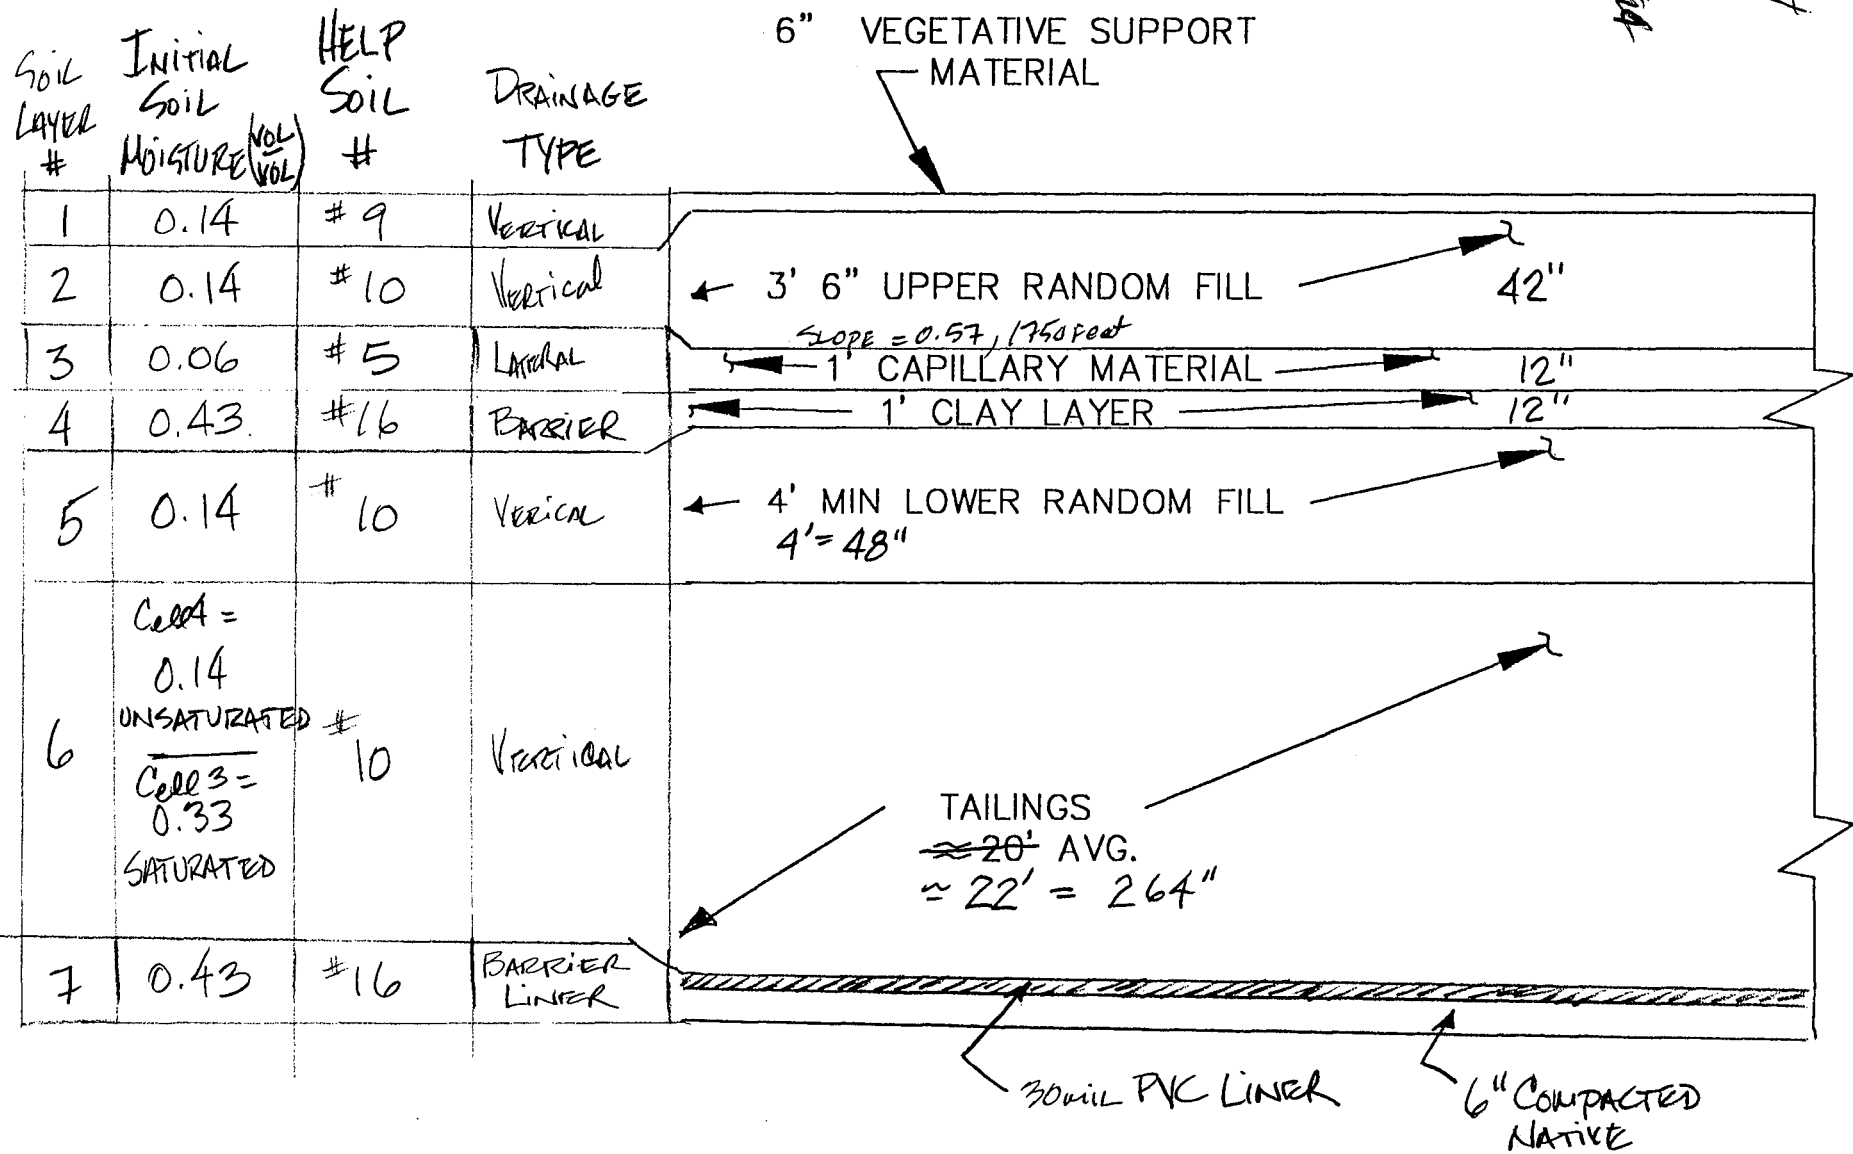 6" VEGETATIVE SUPPORT
MATERIAL
SOIL LAYER #
INITIAL SOIL MOISTURE (VOL/VOL)
HELP SOIL #
DRAINAGE TYPE
1 0.14 #9 VERTICAL
2 0.14 #10 VERTICAL
3' 6" UPPER RANDOM FILL 42"
SLOPE = 0.57, 1750 Feet
3 0.06 #5 LATERAL
1' CAPILLARY MATERIAL 12"
4 0.43 #16 BARRIER
1' CLAY LAYER 12"
5 0.14 #10 VERICAL
4' MIN LOWER RANDOM FILL
4'=48"
6
Cell4 =
0.14
UNSATURATED
Cell 3 =
0.33
SATURATED
#10 VERTICAL
TAILINGS
≈ 20' AVG.
≈ 22' = 264"
7 0.43 #16 BARRIER
LINER
30 mil PVC LINER
6" COMPACTED
NATIVE